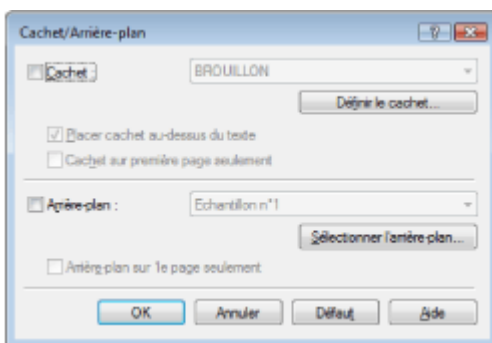 Cachet/Arrière-plan
Cachet : BROUILLON
Définir le cachet...
Placer cachet au-dessus du texte
Cachet sur première page seulement
Arrière-plan : Echantillon n°1
Sélectionner l'arrière-plan...
Arrière-plan sur 1e page seulement
OK Annuler Défaut Aide